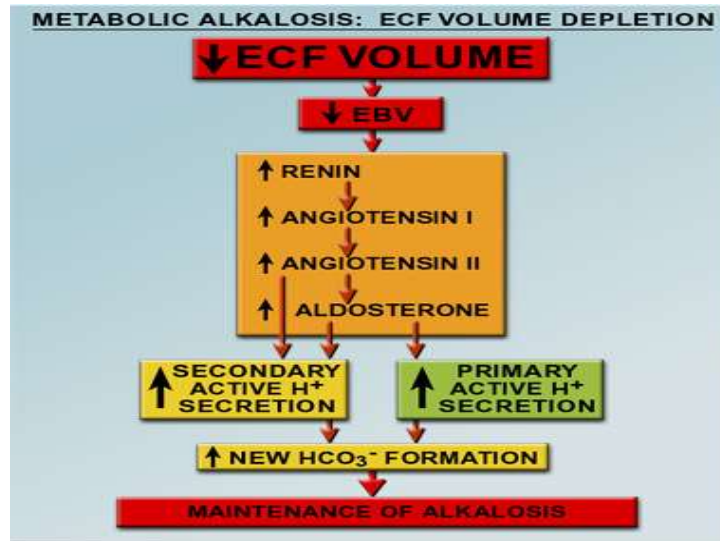 METABOLIC ALKALOSIS: ECF VOLUME DEPLETION
↓ECF VOLUME
↓ EBV
↑ RENIN
↑ ANGIOTENSIN I
↑ ANGIOTENSIN II
↑ ALDOSTERONE
↑ SECONDARY
ACTIVE H⁺
SECRETION
↑ PRIMARY
ACTIVE H⁺
SECRETION
↑ NEW HCO₃⁻ FORMATION
MAINTENANCE OF ALKALOSIS